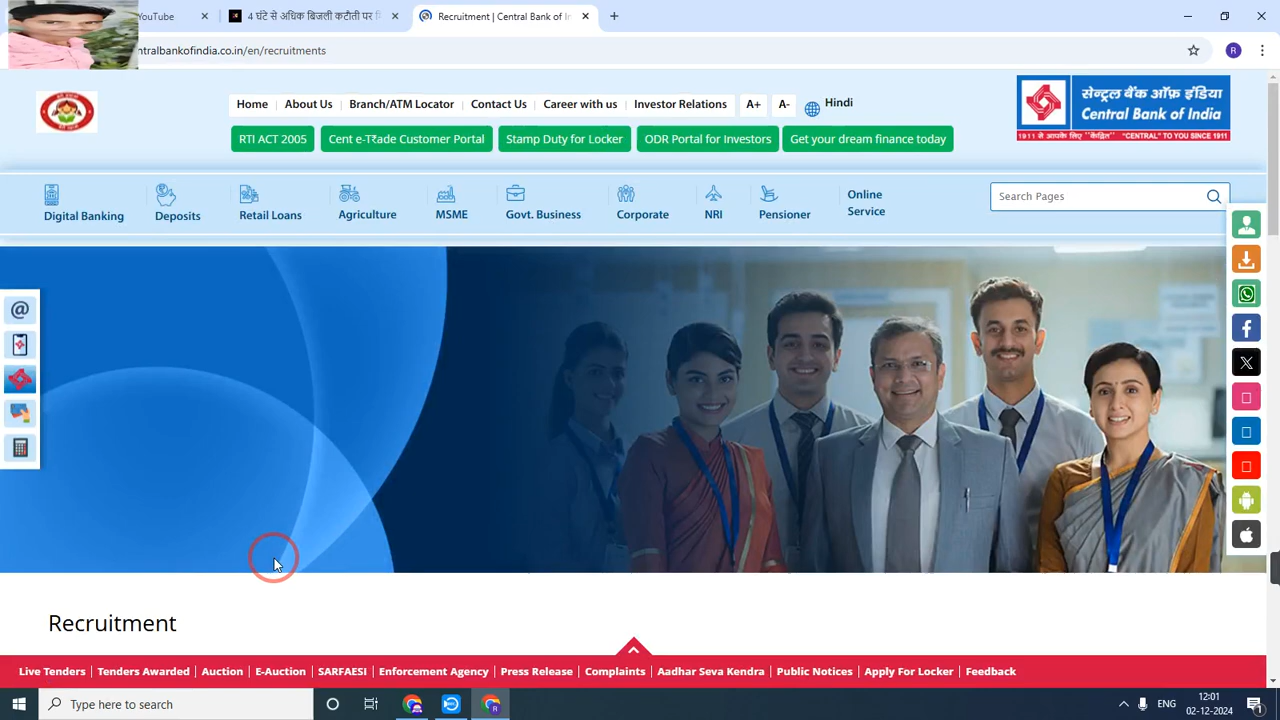 YouTube
4 घंटे से अधिक बिजली कटौती पर
Recruitment | Central Bank of In
ntralbankofindia.co.in/en/recruitments
R
Home
About Us
Branch/ATM Locator
Contact Us
Career with us
Investor Relations
A+
A-
Hindi
RTI ACT 2005
Cent e-T₹ade Customer Portal
Stamp Duty for Locker
ODR Portal for Investors
Get your dream finance today
सेन्ट्रल बैंक ऑफ़ इंडिया
Central Bank of India
1911 से आपके लिए "केंद्रित" "CENTRAL" TO YOU SINCE 1911
Digital Banking
Deposits
Retail Loans
Agriculture
MSME
Govt. Business
Corporate
NRI
Pensioner
Online
Service
Search Pages
Recruitment
Live Tenders
Tenders Awarded
Auction
E-Auction
SARFAESI
Enforcement Agency
Press Release
Complaints
Aadhar Seva Kendra
Public Notices
Apply For Locker
Feedback
Type here to search
ENG
12:01
02-12-2024